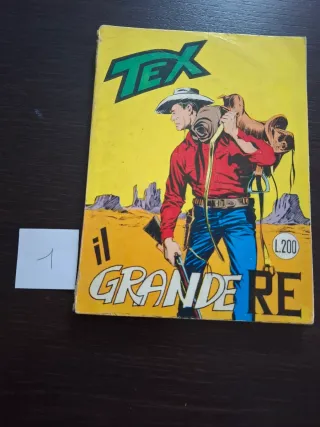 TEX
1
L.200
il
GRANDE RE